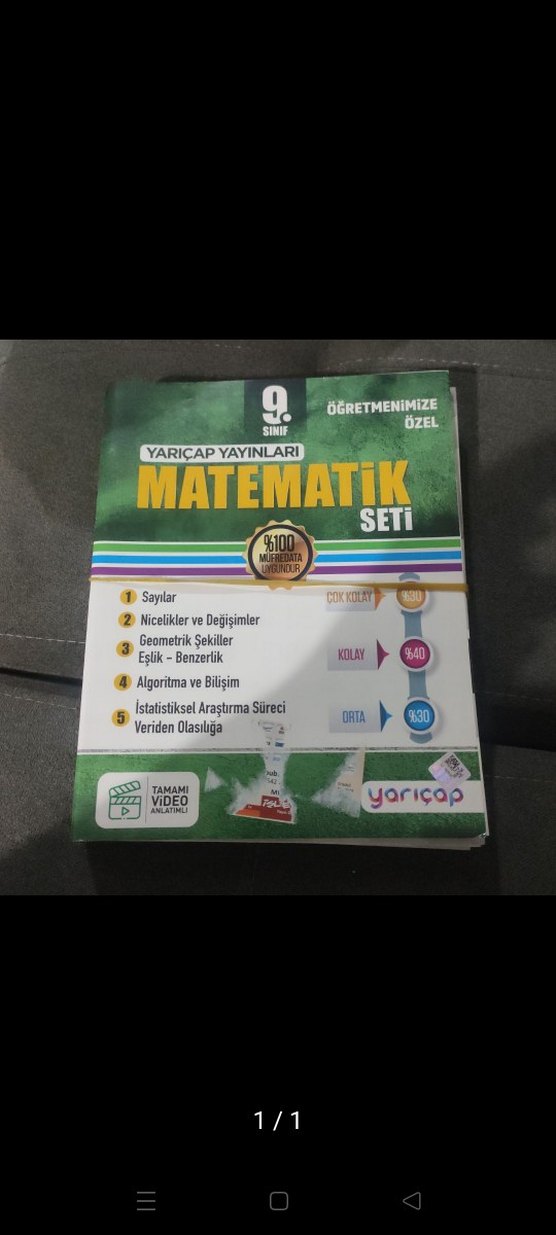 9.
SINIF
ÖĞRETMENİMİZE
ÖZEL
YARIÇAP YAYINLARI
MATEMATİK
SETİ
%100
MÜFREDATA
UYGUNDUR
1 Sayılar
2 Nicelikler ve Değişimler
3 Geometrik Şekiller
Eşlik - Benzerlik
4 Algoritma ve Bilişim
5 İstatistiksel Araştırma Süreci
Veriden Olasılığa
ÇOK KOLAY %30
KOLAY %40
ORTA %30
TAMAMI
VİDEO
ANLATIMLI
yarıçap
1 / 1